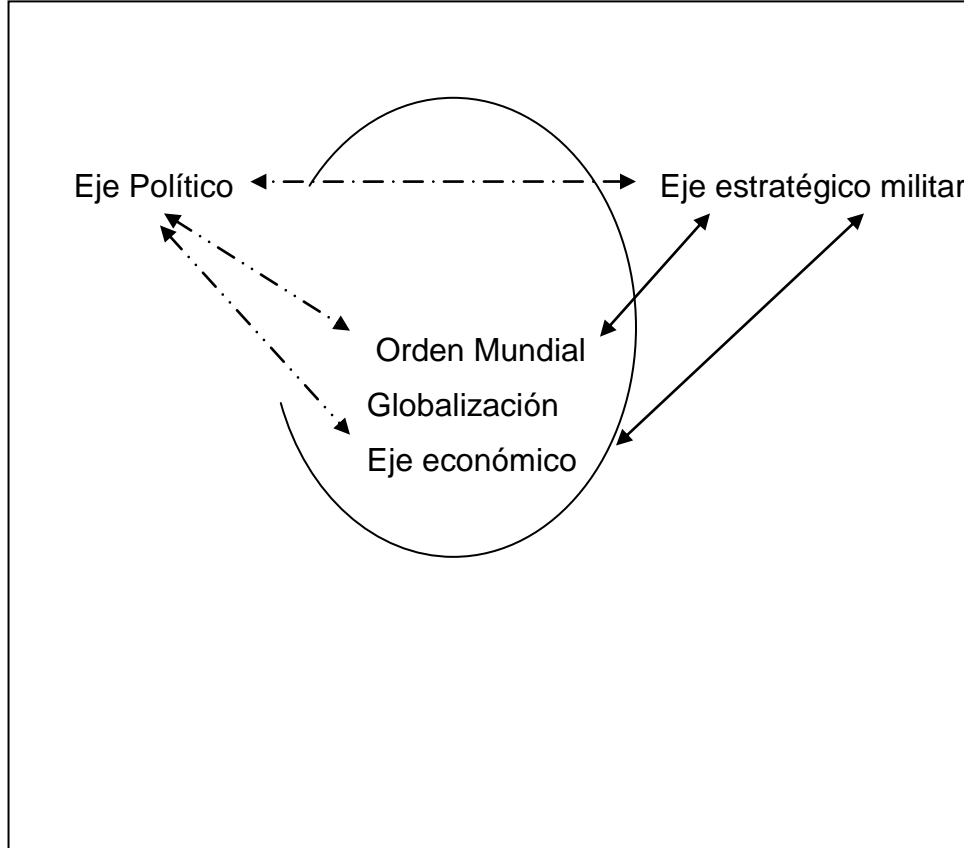 Eje Político
Eje estratégico militar
Orden Mundial
Globalización
Eje económico